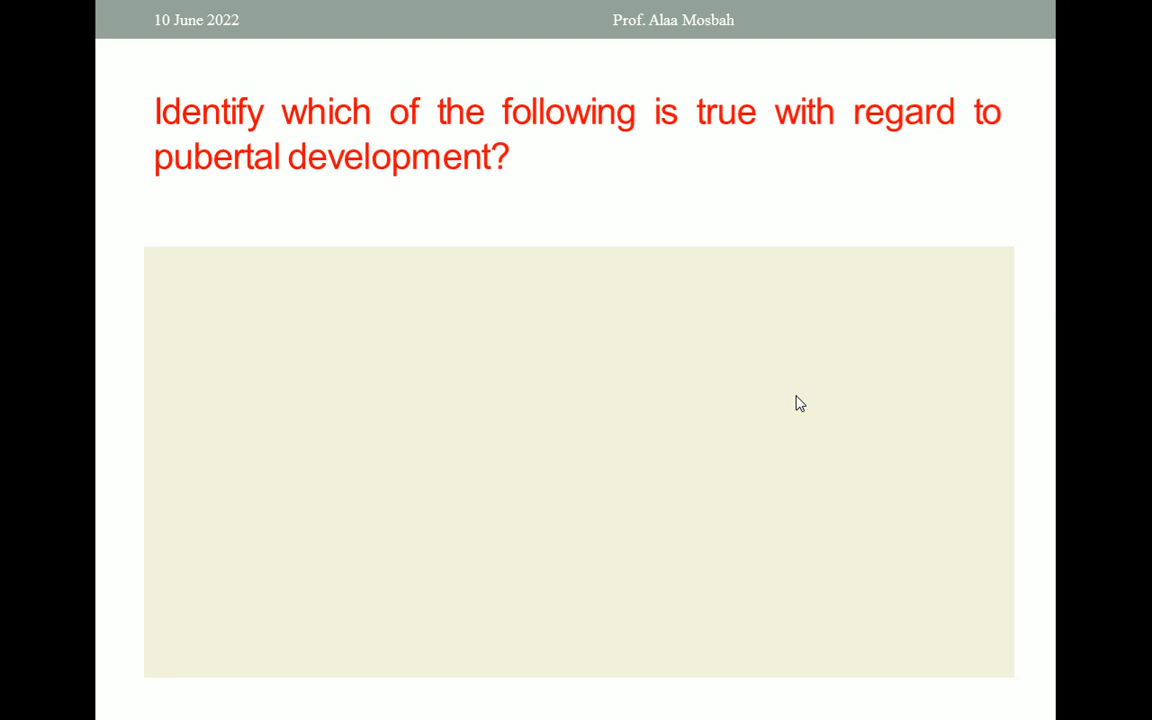 10 June 2022
Prof. Alaa Mosbah
Identify which of the following is true with regard to
pubertal development?